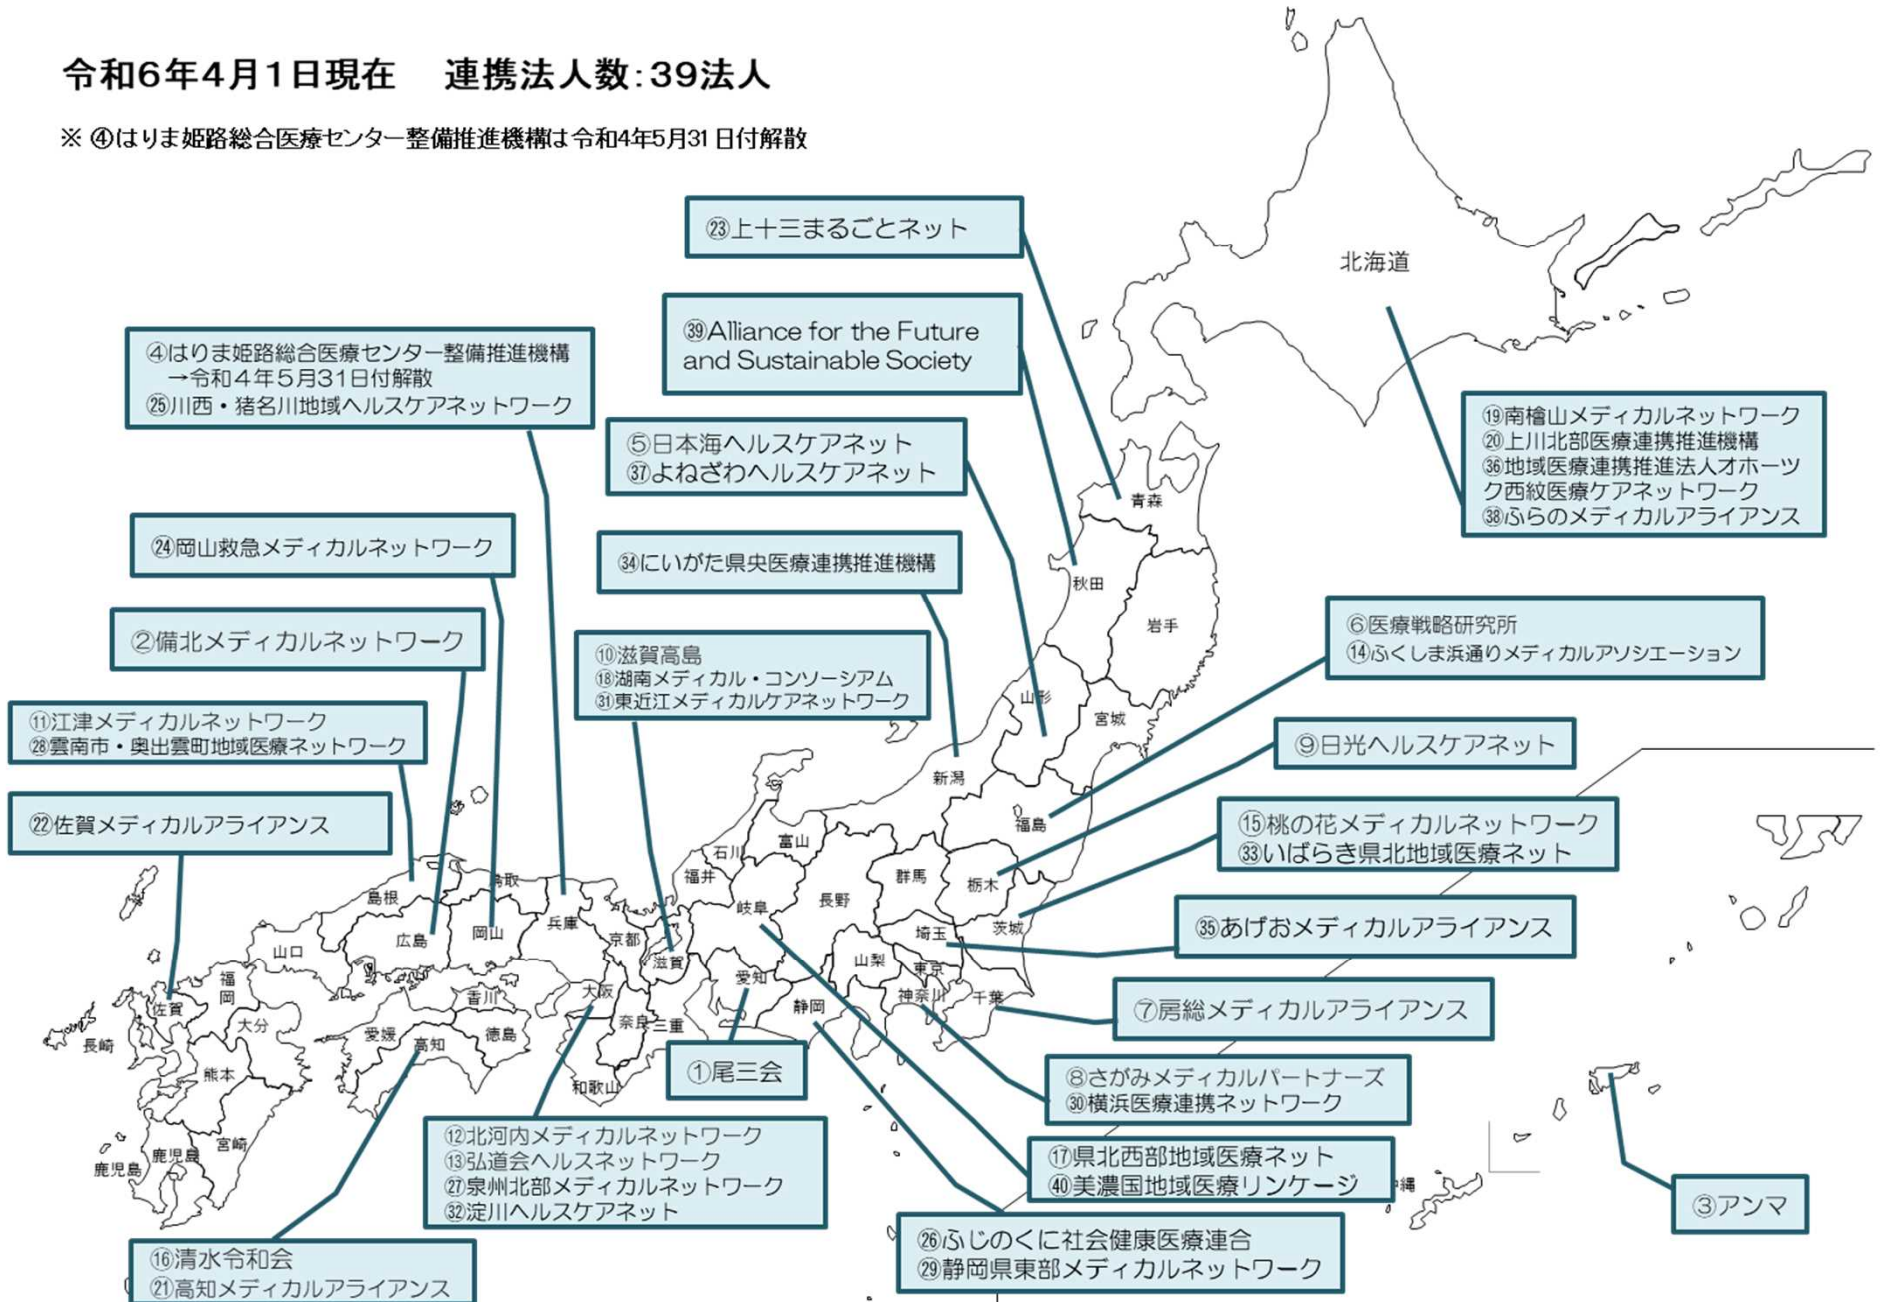 令和6年4月1日現在　連携法人数：39法人
※ ④はりま姫路総合医療センター整備推進機構は令和4年5月31日付解散
㉓上十三まるごとネット
㊴Alliance for the Future
and Sustainable Society
④はりま姫路総合医療センター整備推進機構
→令和４年５月31日付解散
㉕川西・猪名川地域ヘルスケアネットワーク
⑤日本海ヘルスケアネット
㊲よねざわヘルスケアネット
⑲南檜山メディカルネットワーク
⑳上川北部医療連携推進機構
㊱地域医療連携推進法人オホーツ
ク西紋医療ケアネットワーク
㊳ふらのメディカルアライアンス
㉔岡山救急メディカルネットワーク
㉞にいがた県央医療連携推進機構
②備北メディカルネットワーク
⑩滋賀高島
⑱湖南メディカル・コンソーシアム
㉛東近江メディカルケアネットワーク
⑥医療戦略研究所
⑭ふくしま浜通りメディカルアソシエーション
⑪江津メディカルネットワーク
㉘雲南市・奥出雲町地域医療ネットワーク
⑨日光ヘルスケアネット
㉒佐賀メディカルアライアンス
⑮桃の花メディカルネットワーク
㉝いばらき県北地域医療ネット
㉟あげおメディカルアライアンス
⑦房総メディカルアライアンス
①尾三会
⑧さがみメディカルパートナーズ
㉚横浜医療連携ネットワーク
⑫北河内メディカルネットワーク
⑬弘道会ヘルスネットワーク
㉗泉州北部メディカルネットワーク
㉜淀川ヘルスケアネット
⑰県北西部地域医療ネット
㊵美濃国地域医療リンケージ
③アンマ
⑯清水令和会
㉑高知メディカルアライアンス
㉖ふじのくに社会健康医療連合
㉙静岡県東部メディカルネットワーク
北海道
青森
秋田
岩手
山形
宮城
新潟
福島
富山
石川
福井
群馬
栃木
長野
岐阜
茨城
埼玉
山梨
東京
神奈川
千葉
静岡
愛知
滋賀
京都
兵庫
鳥取
島根
岡山
広島
山口
大阪
奈良
三重
和歌山
香川
徳島
愛媛
高知
福
岡
佐賀
大分
長崎
熊本
宮崎
鹿児島
鹿児島
縄